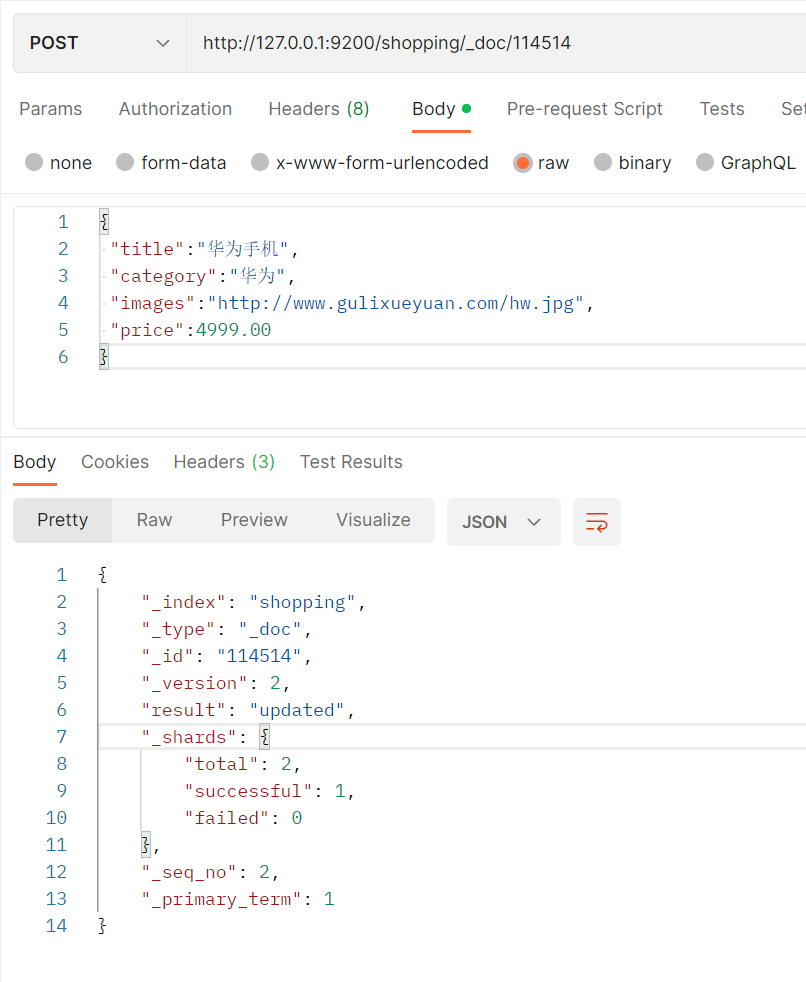 POST http://127.0.0.1:9200/shopping/_doc/114514
Params Authorization Headers (8) Body Pre-request Script Tests Set
none form-data x-www-form-urlencoded raw binary GraphQL
1 {
2 "title":"华为手机",
3 "category":"华为",
4 "images":"http://www.gulixueyuan.com/hw.jpg",
5 "price":4999.00
6 }
Body Cookies Headers (3) Test Results
Pretty Raw Preview Visualize JSON
1 {
2 "_index": "shopping",
3 "_type": "_doc",
4 "_id": "114514",
5 "_version": 2,
6 "result": "updated",
7 "_shards": {
8 "total": 2,
9 "successful": 1,
10 "failed": 0
11 },
12 "_seq_no": 2,
13 "_primary_term": 1
14 }